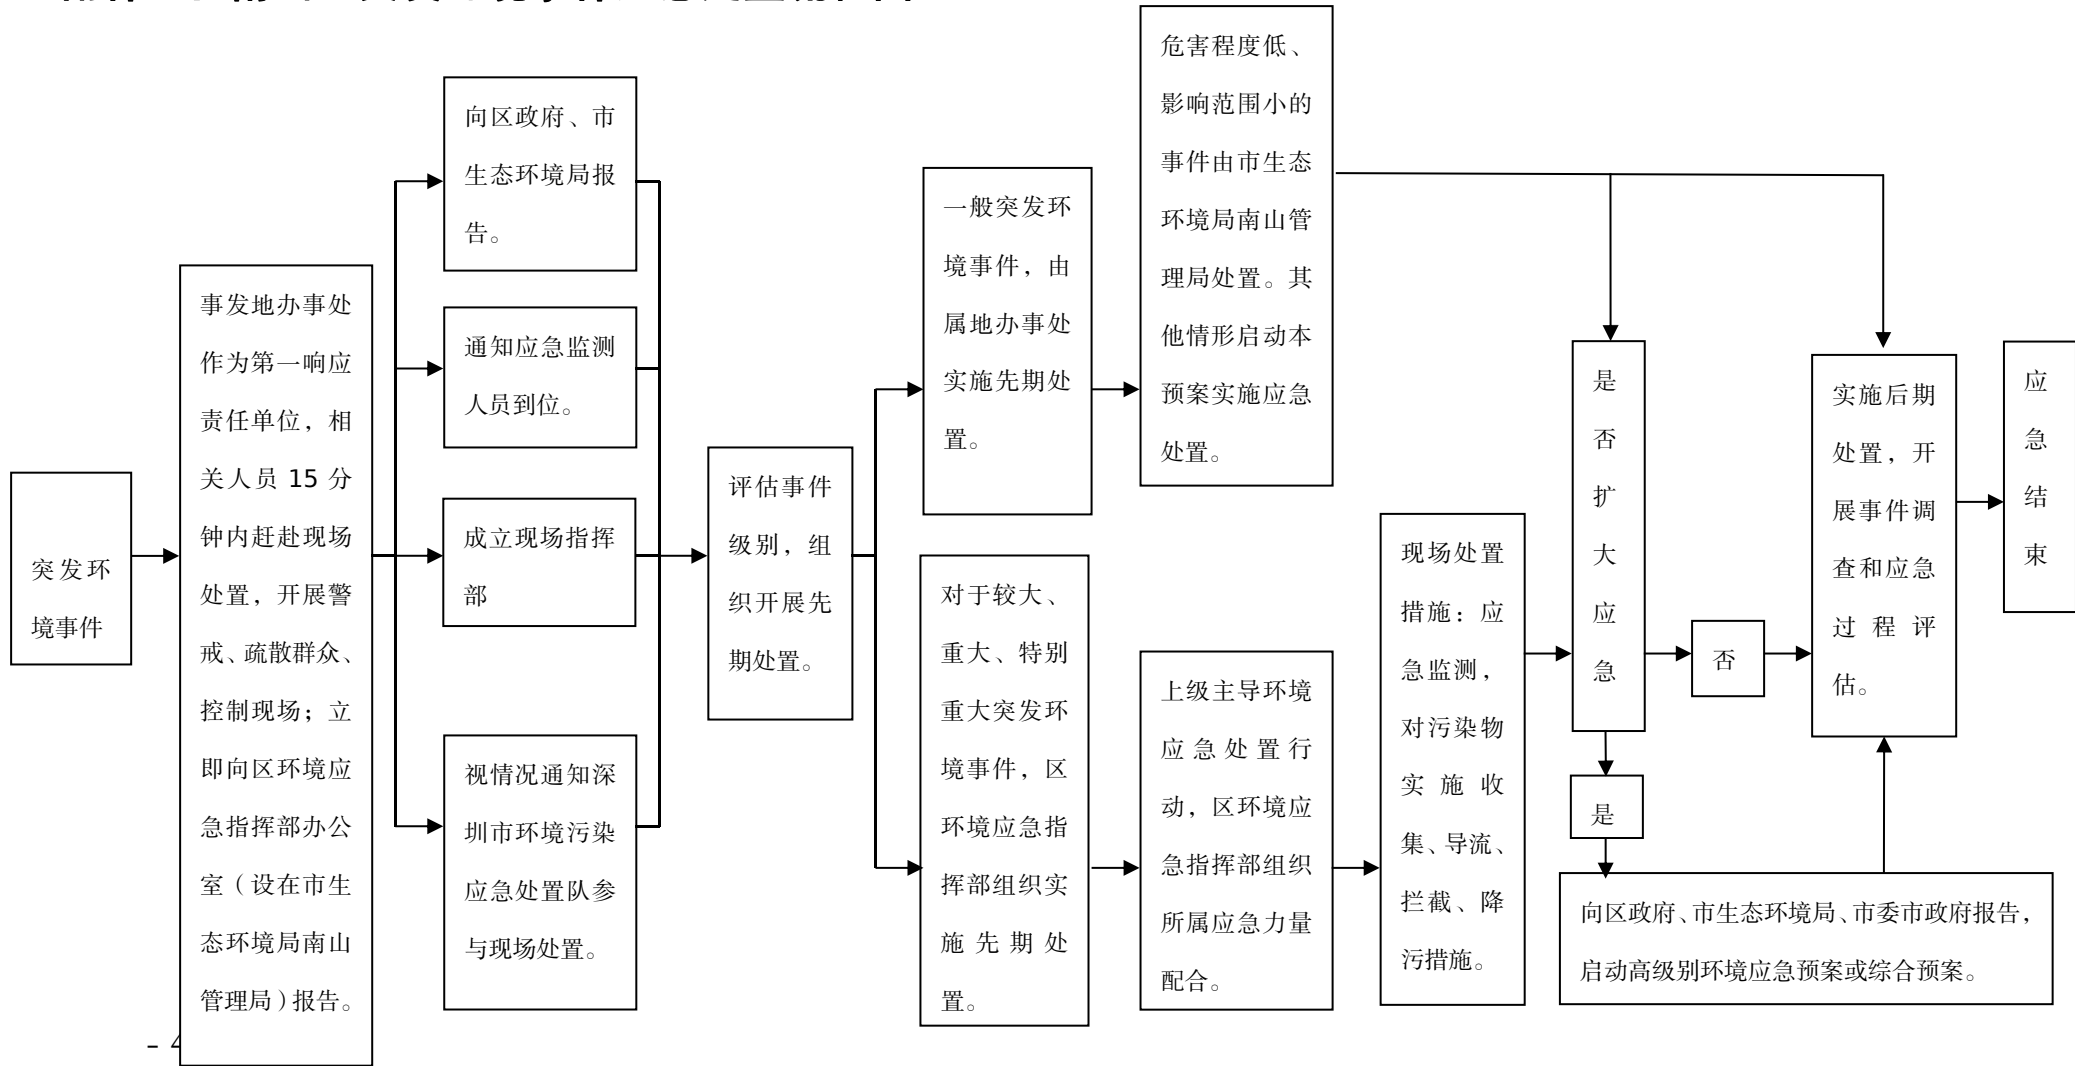 突发环
境事件
事发地办事处
作为第一响应
责任单位，相
关人员 15 分
钟内赶赴现场
处置，开展警
戒、疏散群众、
控制现场；立
即向区环境应
急指挥部办公
室（设在市生
态环境局南山
管理局）报告。
向区政府、市
生态环境局报
告。
通知应急监测
人员到位。
成立现场指挥
部
视情况通知深
圳市环境污染
应急处置队参
与现场处置。
评估事件
级别，组
织开展先
期处置。
一般突发环
境事件，由
属地办事处
实施先期处
置。
对于较大、
重大、特别
重大突发环
境事件，区
环境应急指
挥部组织实
施先期处
置。
危害程度低、
影响范围小的
事件由市生态
环境局南山管
理局处置。其
他情形启动本
预案实施应急
处置。
上级主导环境
应急处置行
动，区环境应
急指挥部组织
所属应急力量
配合。
现场处置
措施：应
急监测，
对污染物
实施收
集、导流、
拦截、降
污措施。
是
否
扩
大
应
急
否
是
向区政府、市生态环境局、市委市政府报告，
启动高级别环境应急预案或综合预案。
实施后期
处置，开
展事件调
查和应急
过程评
估。
应
急
结
束